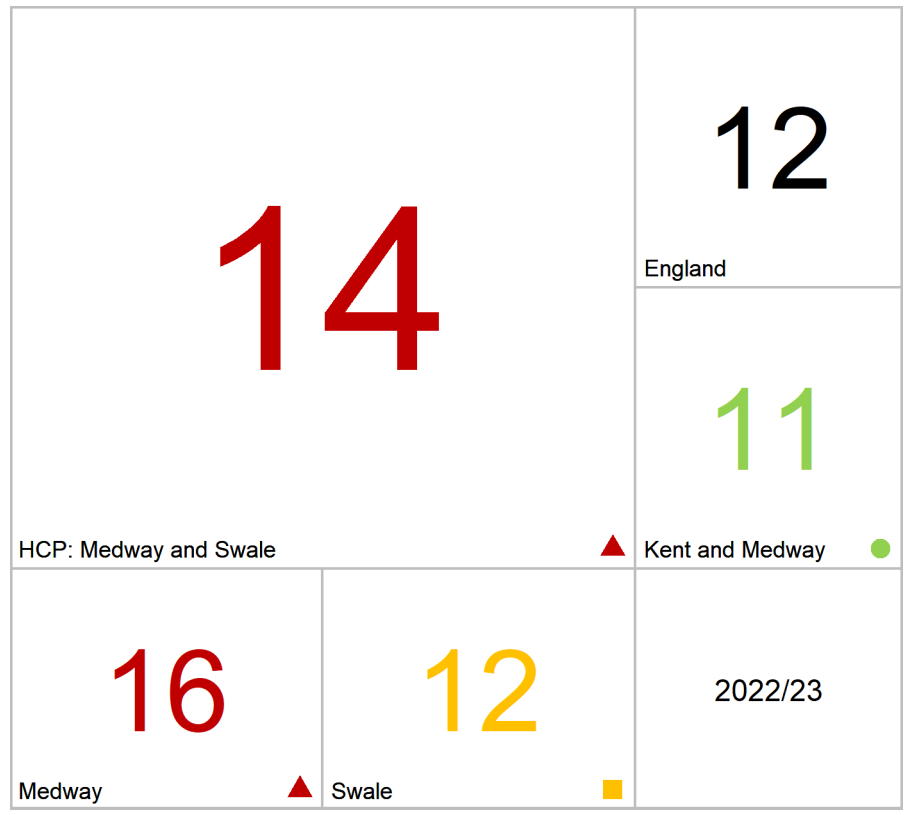 14
HCP: Medway and Swale
12
England
11
Kent and Medway
16
Medway
12
Swale
2022/23